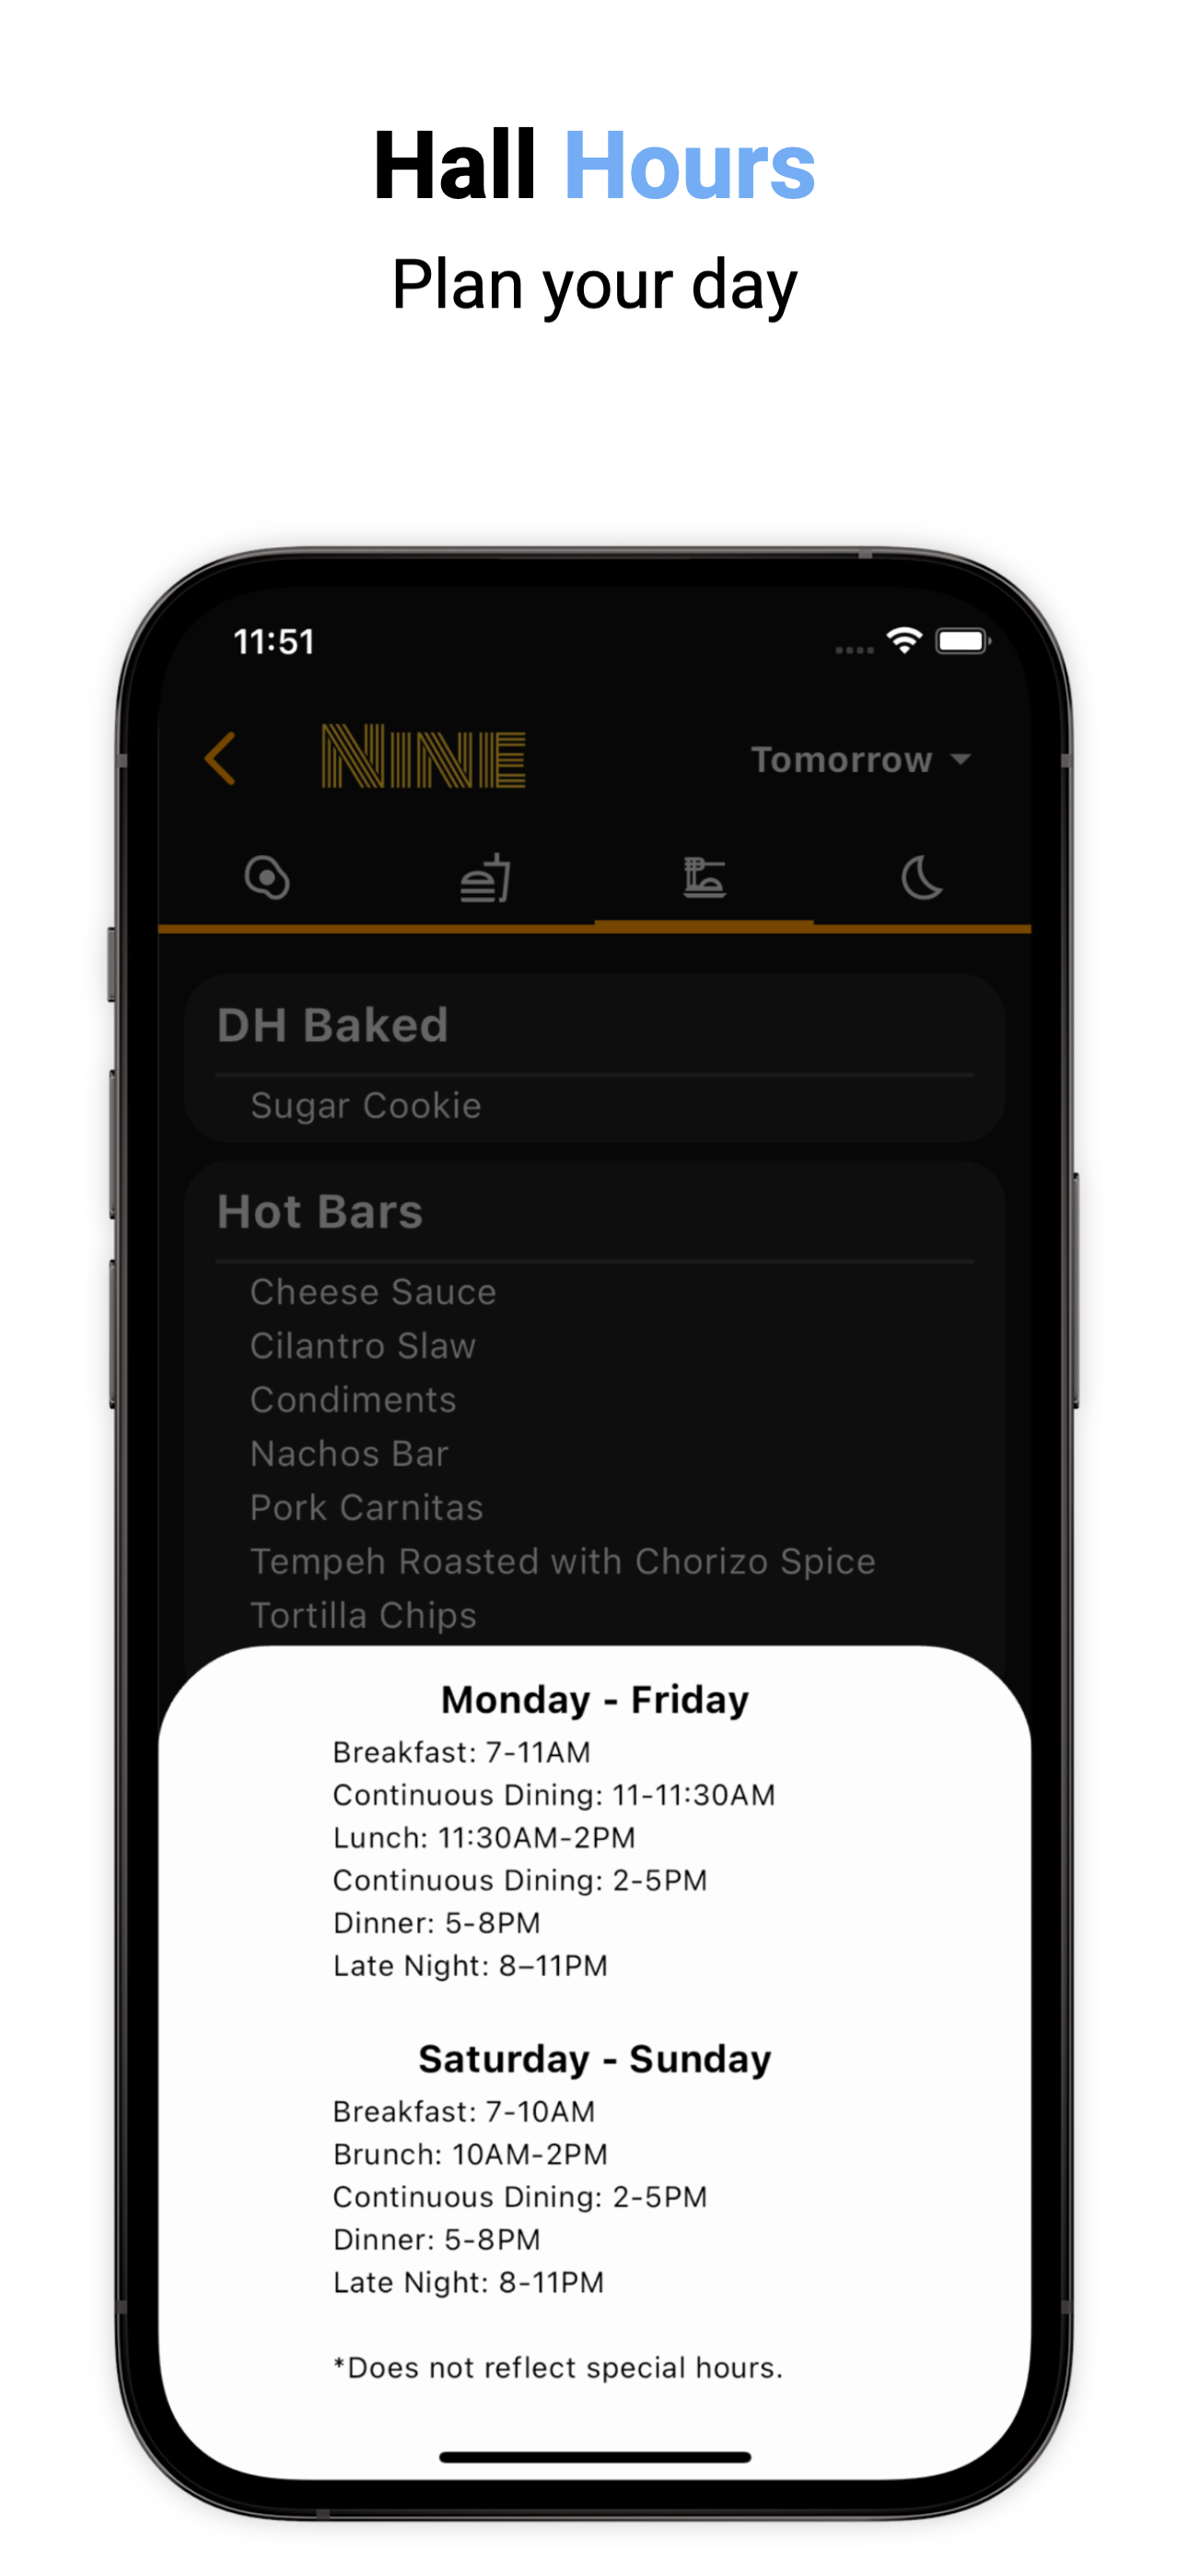 Hall Hours
Plan your day
11:51
NINE
Tomorrow
DH Baked
Sugar Cookie
Hot Bars
Cheese Sauce
Cilantro Slaw
Condiments
Nachos Bar
Pork Carnitas
Tempeh Roasted with Chorizo Spice
Tortilla Chips
Monday - Friday
Breakfast: 7-11AM
Continuous Dining: 11-11:30AM
Lunch: 11:30AM-2PM
Continuous Dining: 2-5PM
Dinner: 5-8PM
Late Night: 8–11PM
Saturday - Sunday
Breakfast: 7-10AM
Brunch: 10AM-2PM
Continuous Dining: 2-5PM
Dinner: 5-8PM
Late Night: 8-11PM
*Does not reflect special hours.